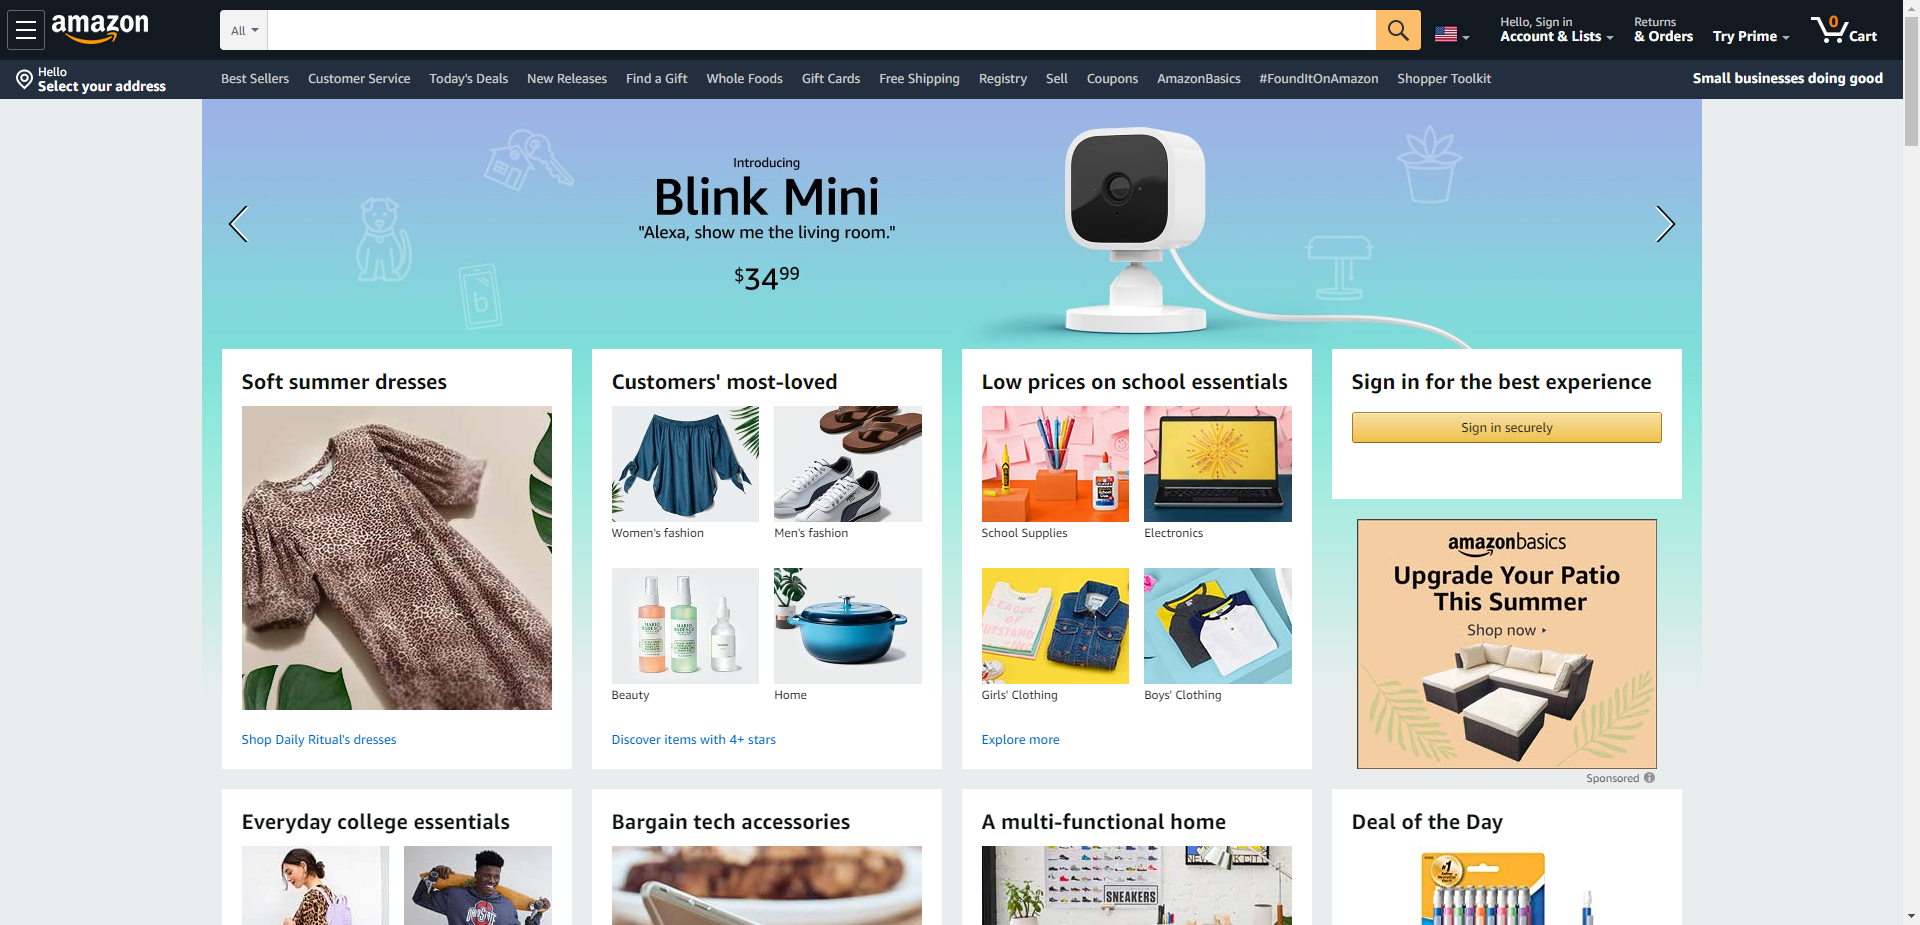 amazon
All
Hello, Sign in
Account & Lists
Returns
& Orders
Try Prime
0
Cart
Hello
Select your address
Best Sellers
Customer Service
Today's Deals
New Releases
Find a Gift
Whole Foods
Gift Cards
Free Shipping
Registry
Sell
Coupons
AmazonBasics
#FoundItOnAmazon
Shopper Toolkit
Small businesses doing good
Introducing
Blink Mini
"Alexa, show me the living room."
$3499
b
Soft summer dresses
Shop Daily Ritual's dresses
Customers' most-loved
Women's fashion
Men's fashion
MARIO BADESCU
MARIO BADESCU
Beauty
Home
Discover items with 4+ stars
Low prices on school essentials
School Supplies
Electronics
Girls' Clothing
Boys' Clothing
Explore more
Sign in for the best experience
Sign in securely
amazonbasics
Upgrade Your Patio
This Summer
Shop now
Sponsored
Everyday college essentials
Bargain tech accessories
A multi-functional home
SNEAKERS
Deal of the Day
#1